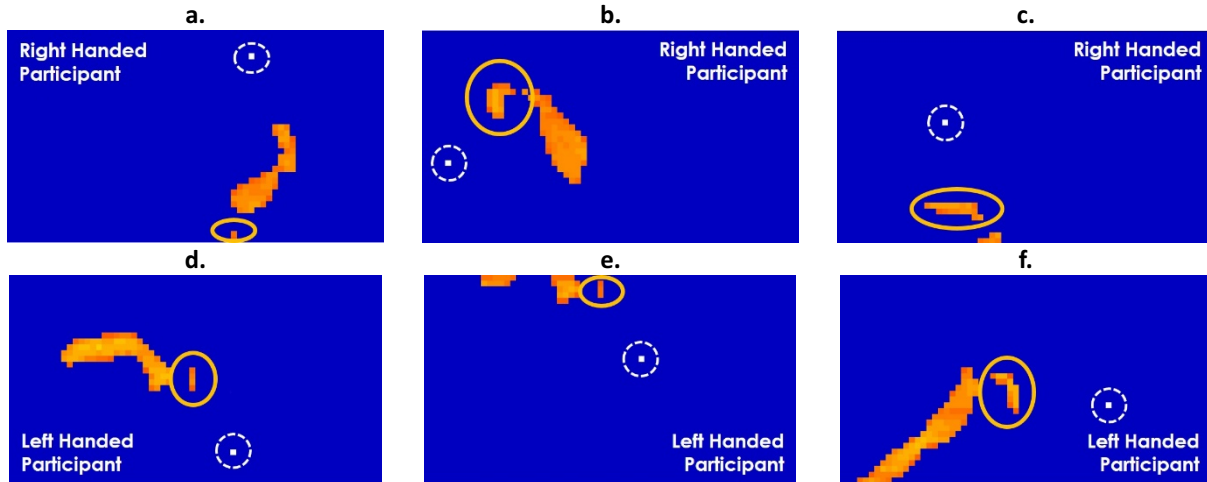 a.
b.
c.
Right Handed
Participant
Right Handed
Participant
Right Handed
Participant
d.
e.
f.
Left Handed
Participant
Left Handed
Participant
Left Handed
Participant